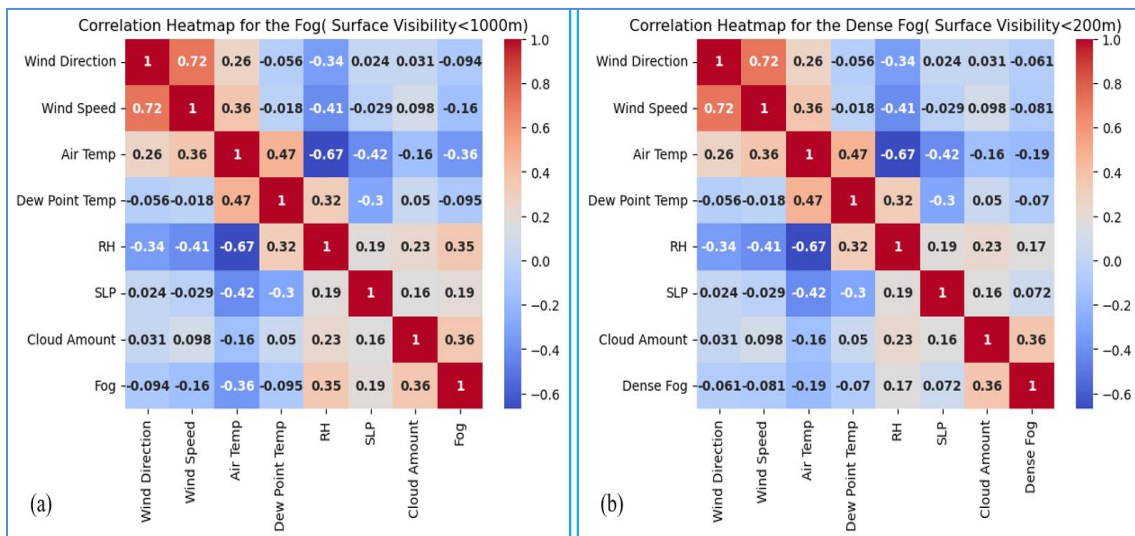 Correlation Heatmap for the Fog( Surface Visibility<1000m)
Wind Direction 1 0.72 0.26 -0.056 -0.34 0.024 0.031 -0.094
Wind Speed 0.72 1 0.36 -0.018 -0.41 -0.029 0.098 -0.16
Air Temp 0.26 0.36 1 0.47 -0.67 -0.42 -0.16 -0.36
Dew Point Temp -0.056 -0.018 0.47 1 0.32 -0.3 0.05 -0.095
RH -0.34 -0.41 -0.67 0.32 1 0.19 0.23 0.35
SLP 0.024 -0.029 -0.42 -0.3 0.19 1 0.16 0.19
Cloud Amount 0.031 0.098 -0.16 0.05 0.23 0.16 1 0.36
Fog -0.094 -0.16 -0.36 -0.095 0.35 0.19 0.36 1
Wind Direction
Wind Speed
Air Temp
Dew Point Temp
RH
SLP
Cloud Amount
Fog
1.0
0.8
0.6
0.4
0.2
0.0
−0.2
−0.4
−0.6
(a)
Correlation Heatmap for the Dense Fog( Surface Visibility<200m)
Wind Direction 1 0.72 0.26 -0.056 -0.34 0.024 0.031 -0.061
Wind Speed 0.72 1 0.36 -0.018 -0.41 -0.029 0.098 -0.081
Air Temp 0.26 0.36 1 0.47 -0.67 -0.42 -0.16 -0.19
Dew Point Temp -0.056 -0.018 0.47 1 0.32 -0.3 0.05 -0.07
RH -0.34 -0.41 -0.67 0.32 1 0.19 0.23 0.17
SLP 0.024 -0.029 -0.42 -0.3 0.19 1 0.16 0.072
Cloud Amount 0.031 0.098 -0.16 0.05 0.23 0.16 1 0.36
Dense Fog -0.061 -0.081 -0.19 -0.07 0.17 0.072 0.36 1
Wind Direction
Wind Speed
Air Temp
Dew Point Temp
RH
SLP
Cloud Amount
Dense Fog
1.0
0.8
0.6
0.4
0.2
0.0
−0.2
−0.4
−0.6
(b)